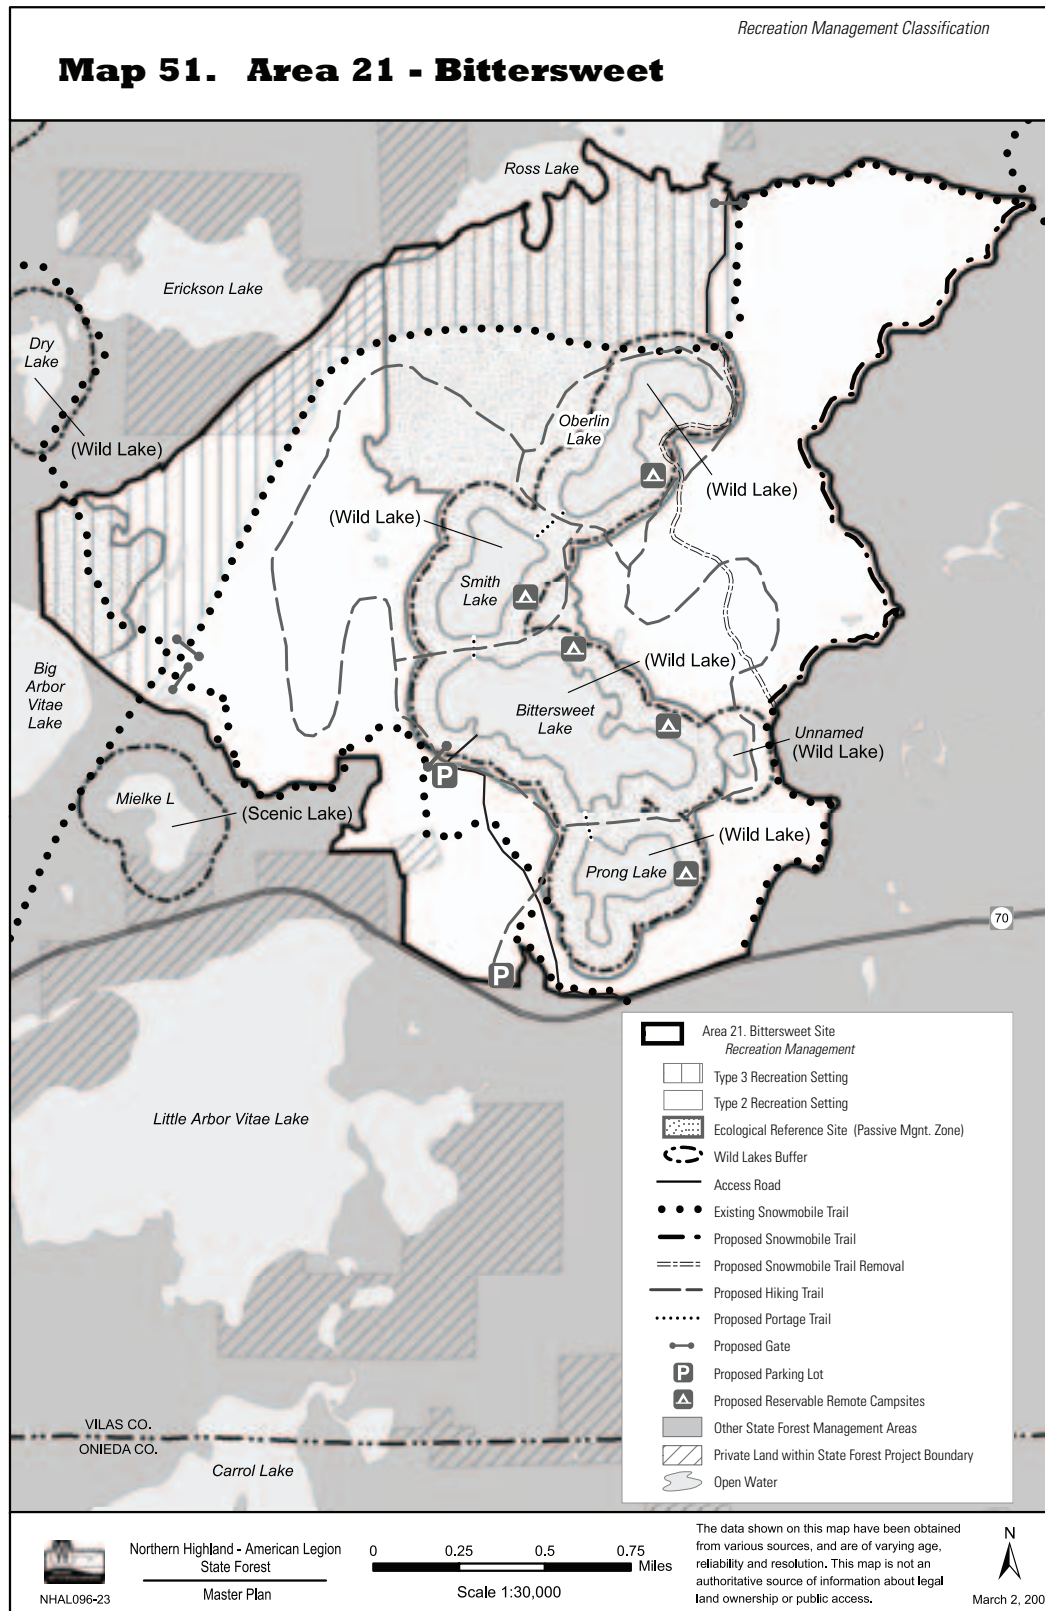 Recreation Management Classification
Map 51. Area 21 - Bittersweet
Ross Lake
Erickson Lake
Dry
Lake
(Wild Lake)
Oberlin
Lake
(Wild Lake)
(Wild Lake)
Smith
Lake
Big
Arbor
Vitae
Lake
(Wild Lake)
Bittersweet
Lake
Unnamed
(Wild Lake)
P
Mielke L
(Scenic Lake)
(Wild Lake)
Prong Lake
70
P
Area 21. Bittersweet Site
Recreation Management
Type 3 Recreation Setting
Type 2 Recreation Setting
Ecological Reference Site (Passive Mgnt. Zone)
Wild Lakes Buffer
Access Road
Existing Snowmobile Trail
Proposed Snowmobile Trail
Proposed Snowmobile Trail Removal
Proposed Hiking Trail
Proposed Portage Trail
Proposed Gate
P Proposed Parking Lot
Proposed Reservable Remote Campsites
Other State Forest Management Areas
Private Land within State Forest Project Boundary
Open Water
Little Arbor Vitae Lake
VILAS CO.
ONIEDA CO.
Carrol Lake
NHAL096-23
Northern Highland - American Legion
State Forest
Master Plan
0 0.25 0.5 0.75
Miles
Scale 1:30,000
The data shown on this map have been obtained
from various sources, and are of varying age,
reliability and resolution. This map is not an
authoritative source of information about legal
land ownership or public access.
N
March 2, 200